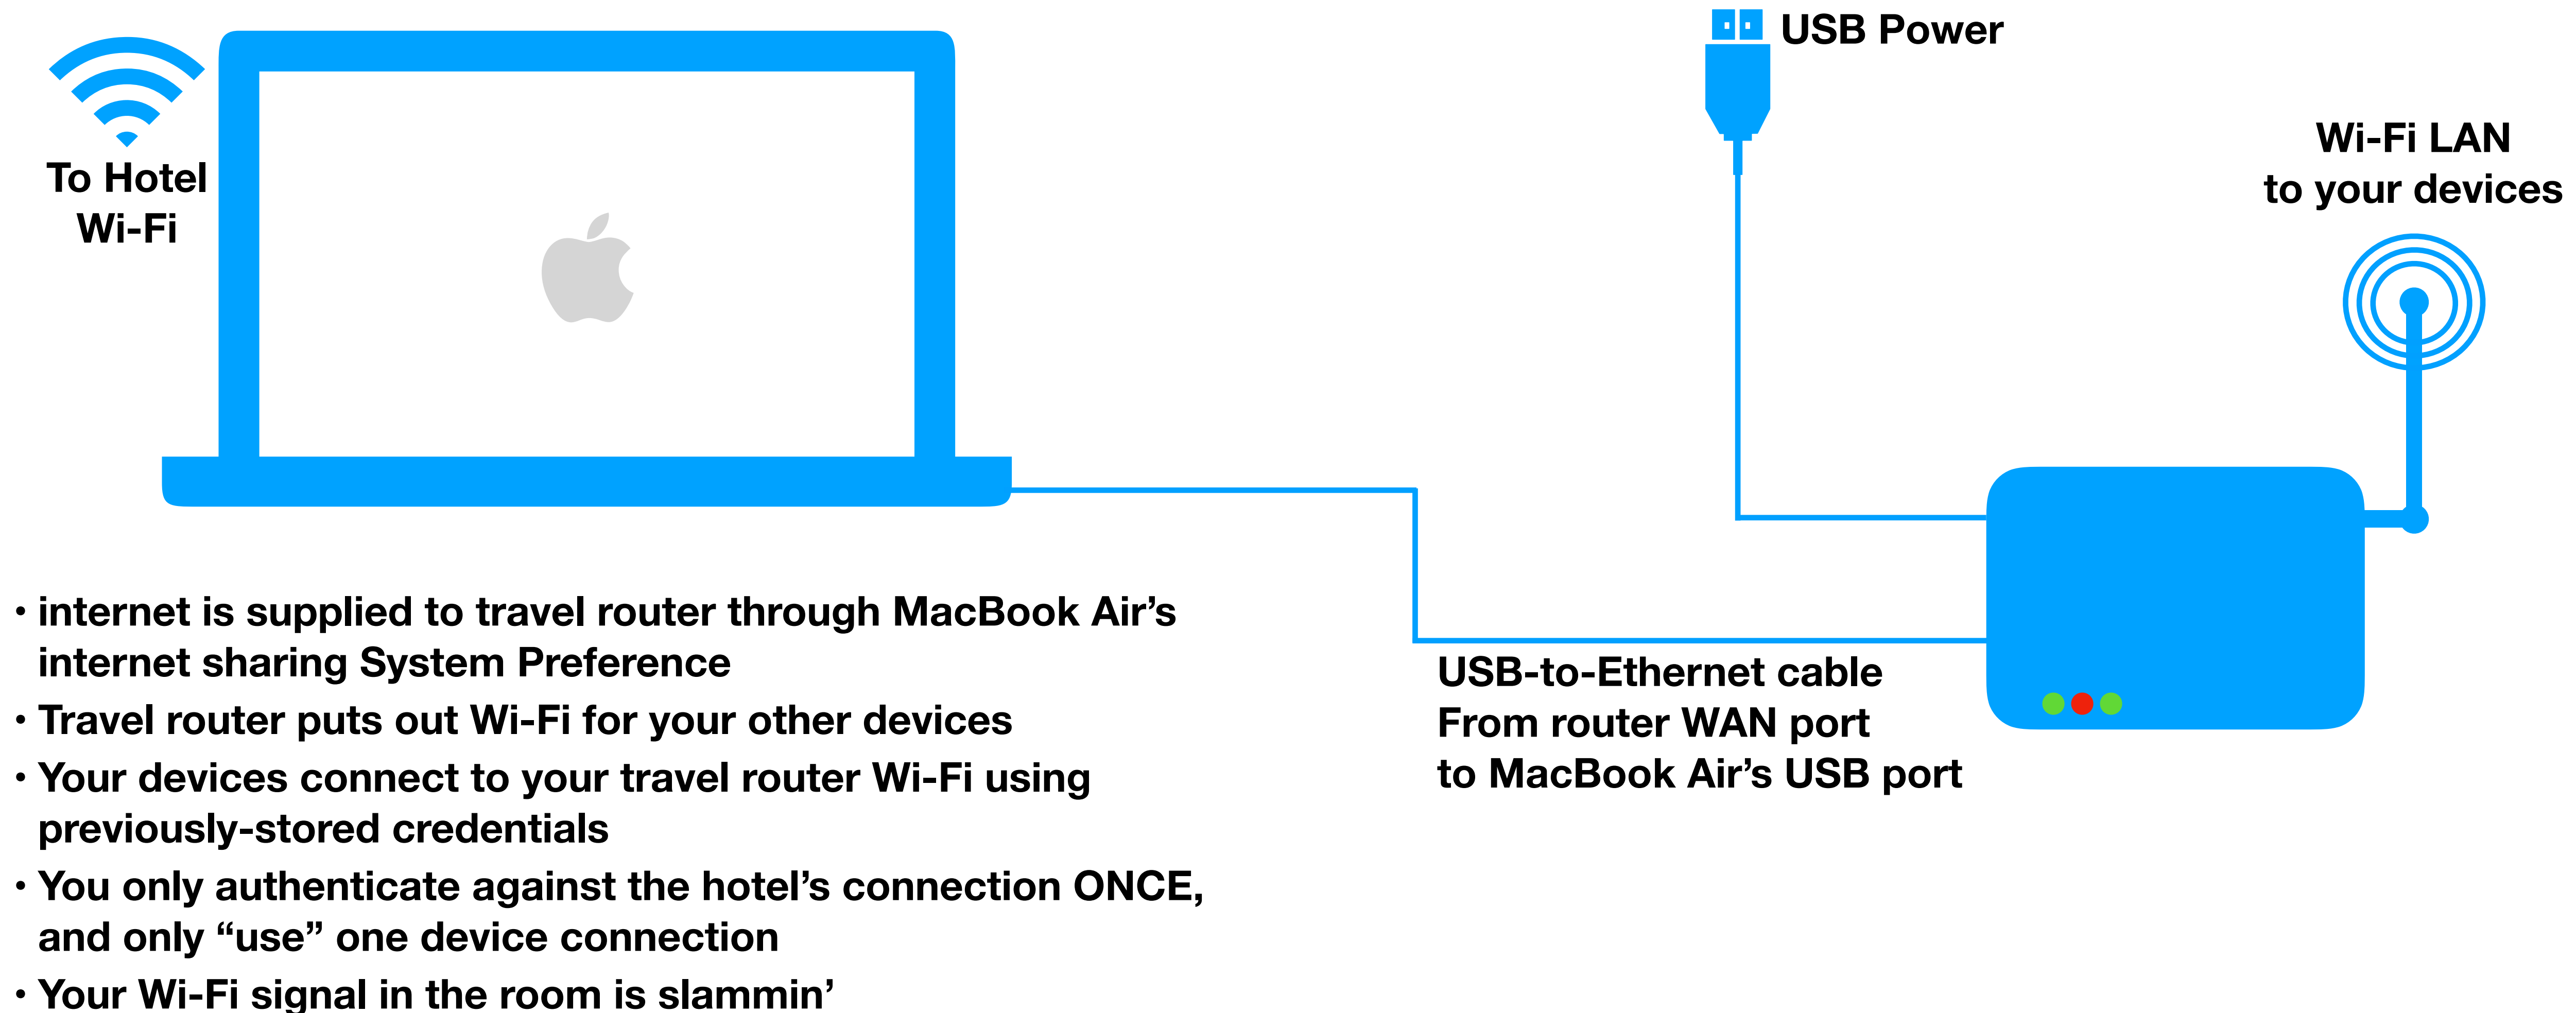 USB Power
To Hotel
Wi-Fi
Wi-Fi LAN
to your devices
• internet is supplied to travel router through MacBook Air’s
internet sharing System Preference
• Travel router puts out Wi-Fi for your other devices
• Your devices connect to your travel router Wi-Fi using
previously-stored credentials
• You only authenticate against the hotel’s connection ONCE,
and only “use” one device connection
• Your Wi-Fi signal in the room is slammin’
USB-to-Ethernet cable
From router WAN port
to MacBook Air’s USB port